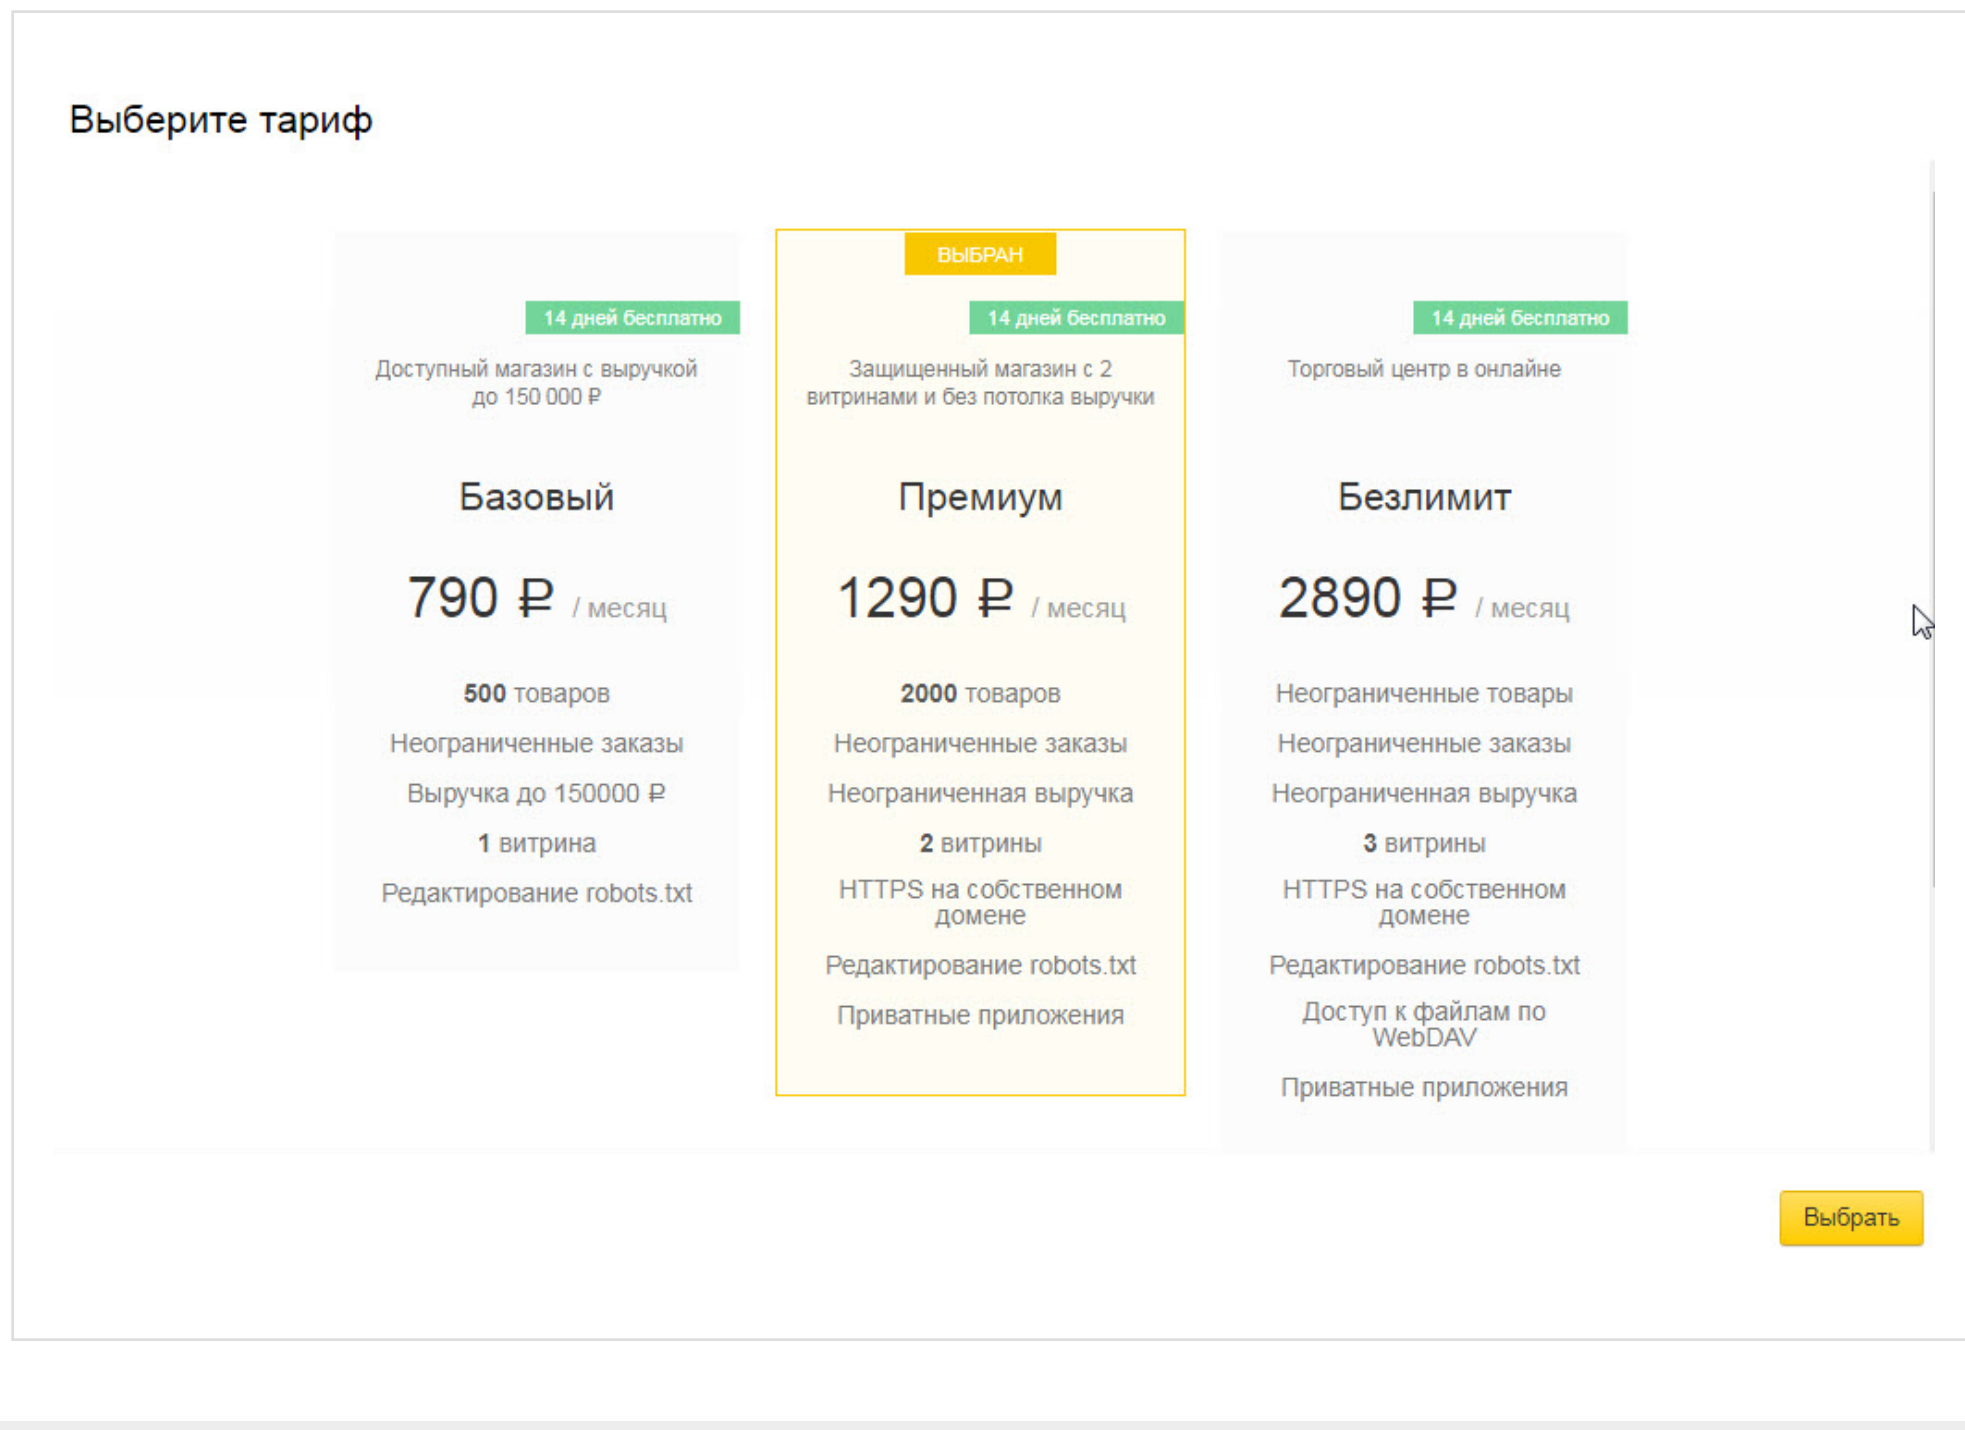 Выберите тариф
14 дней бесплатно
Доступный магазин с выручкой
до 150 000 ₽
Базовый
790 ₽ / месяц
500 товаров
Неограниченные заказы
Выручка до 150000 ₽
1 витрина
Редактирование robots.txt
ВЫБРАН
14 дней бесплатно
Защищенный магазин с 2
витринами и без потолка выручки
Премиум
1290 ₽ / месяц
2000 товаров
Неограниченные заказы
Неограниченная выручка
2 витрины
HTTPS на собственном
домене
Редактирование robots.txt
Приватные приложения
14 дней бесплатно
Торговый центр в онлайне
Безлимит
2890 ₽ / месяц
Неограниченные товары
Неограниченные заказы
Неограниченная выручка
3 витрины
HTTPS на собственном
домене
Редактирование robots.txt
Доступ к файлам по
WebDAV
Приватные приложения
Выбрать